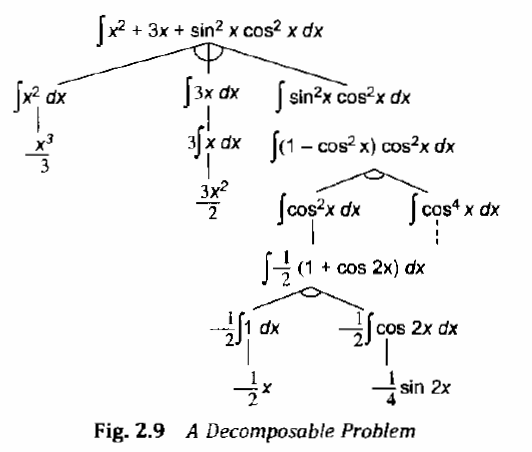 ∫x² + 3x + sin² x cos² x dx
∫x² dx ∫3x dx ∫ sin²x cos²x dx
x³/3 3∫x dx ∫(1 – cos² x) cos²x dx
3x²/2 ∫cos²x dx ∫cos⁴ x dx
∫1/2 (1 + cos 2x) dx
1/2∫1 dx 1/2∫cos 2x dx
1/2 x 1/4 sin 2x
Fig. 2.9 A Decomposable Problem